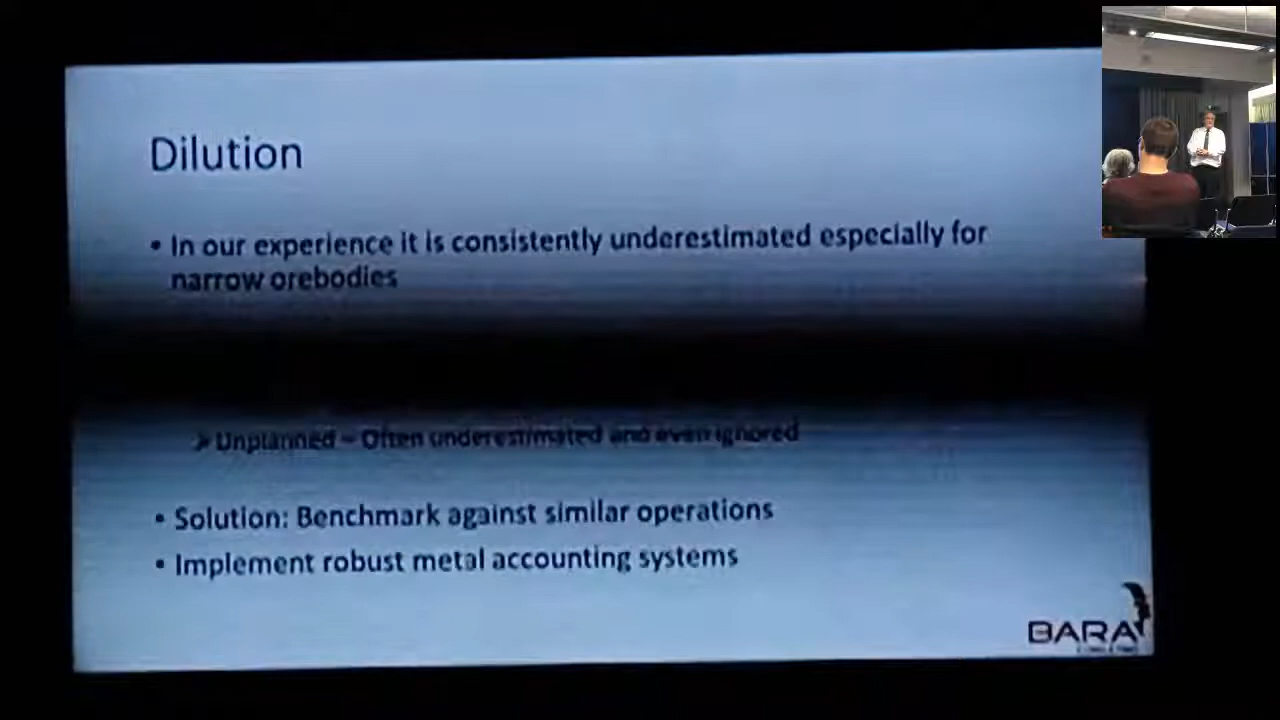 Dilution
• In our experience it is consistently underestimated especially for
narrow orebodies
➢ Unplanned – Often underestimated and even ignored
• Solution: Benchmark against similar operations
• Implement robust metal accounting systems
BARA